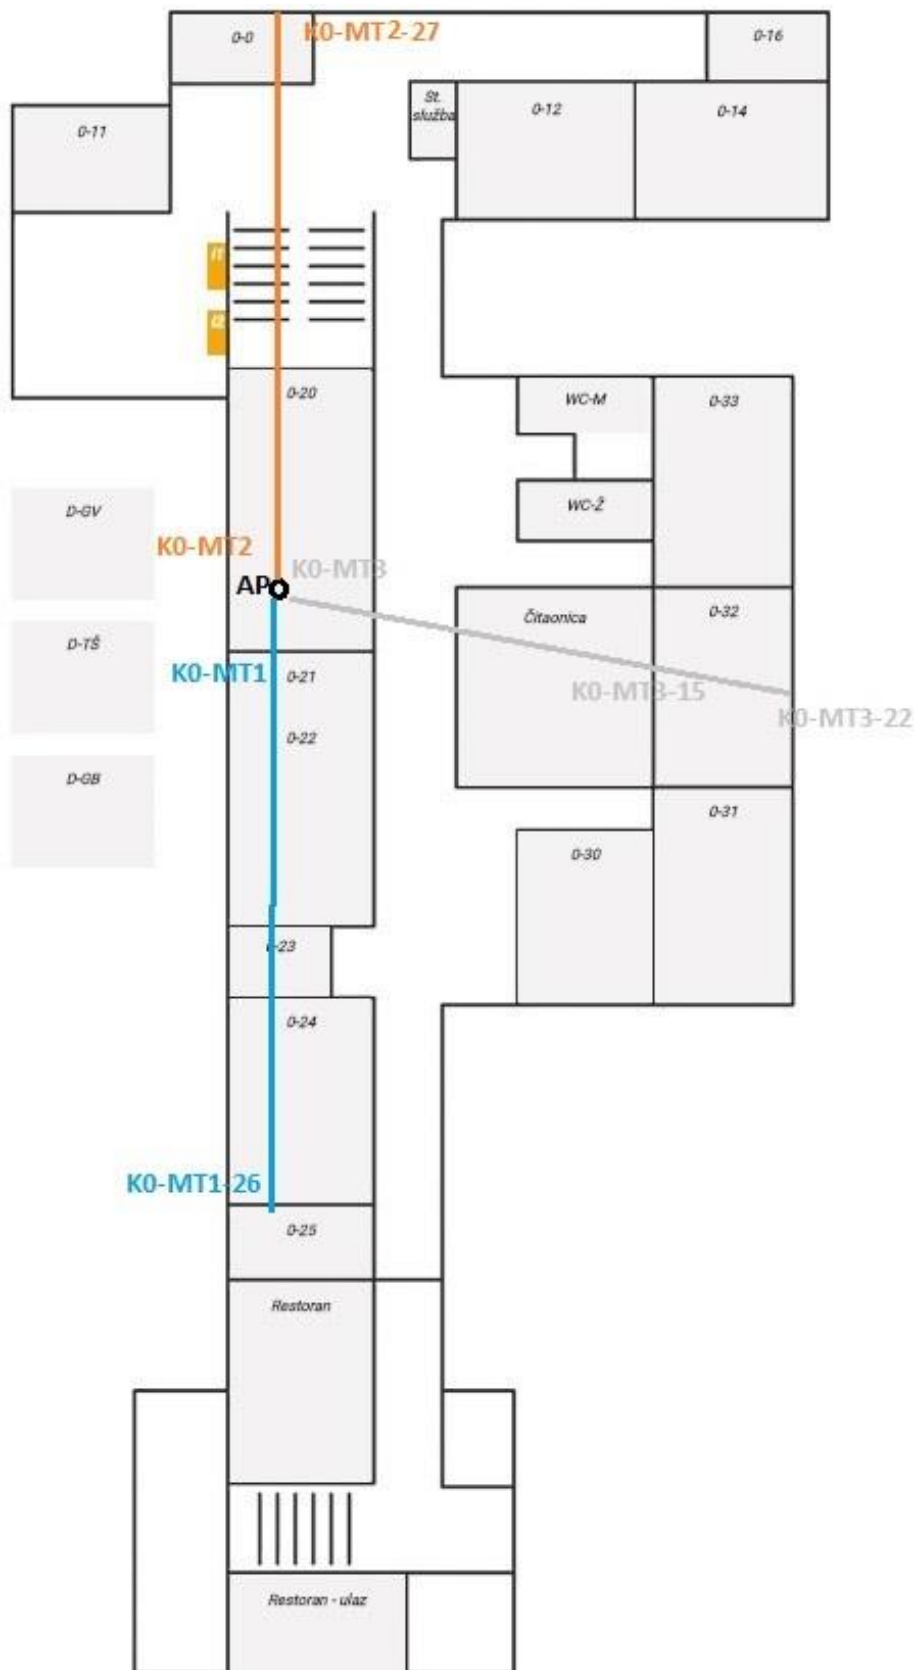 0-0
K0-MT2-27
0-16
St.
služba
0-12
0-14
0-11
i1
i2
0-20
WC-M
0-33
D-GV
WC-Ž
K0-MT2
K0-MT3
AP
Čitaonica
0-32
D-TŠ
K0-MT1
0-21
K0-MT3-15
K0-MT3-22
0-22
D-GB
0-31
0-30
0-23
0-24
K0-MT1-26
0-25
Restoran
Restoran - ulaz